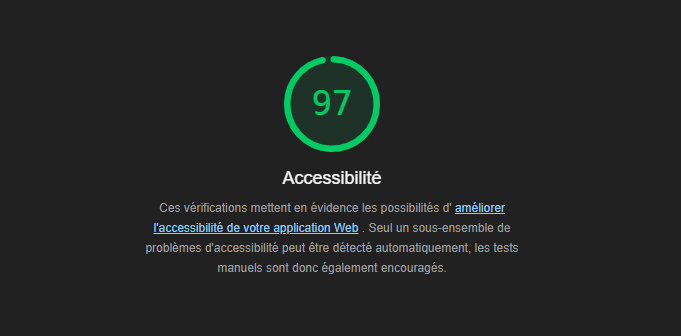 97
Accessibilité
Ces vérifications mettent en évidence les possibilités d' améliorer
l'accessibilité de votre application Web . Seul un sous-ensemble de
problèmes d'accessibilité peut être détecté automatiquement, les tests
manuels sont donc également encouragés.